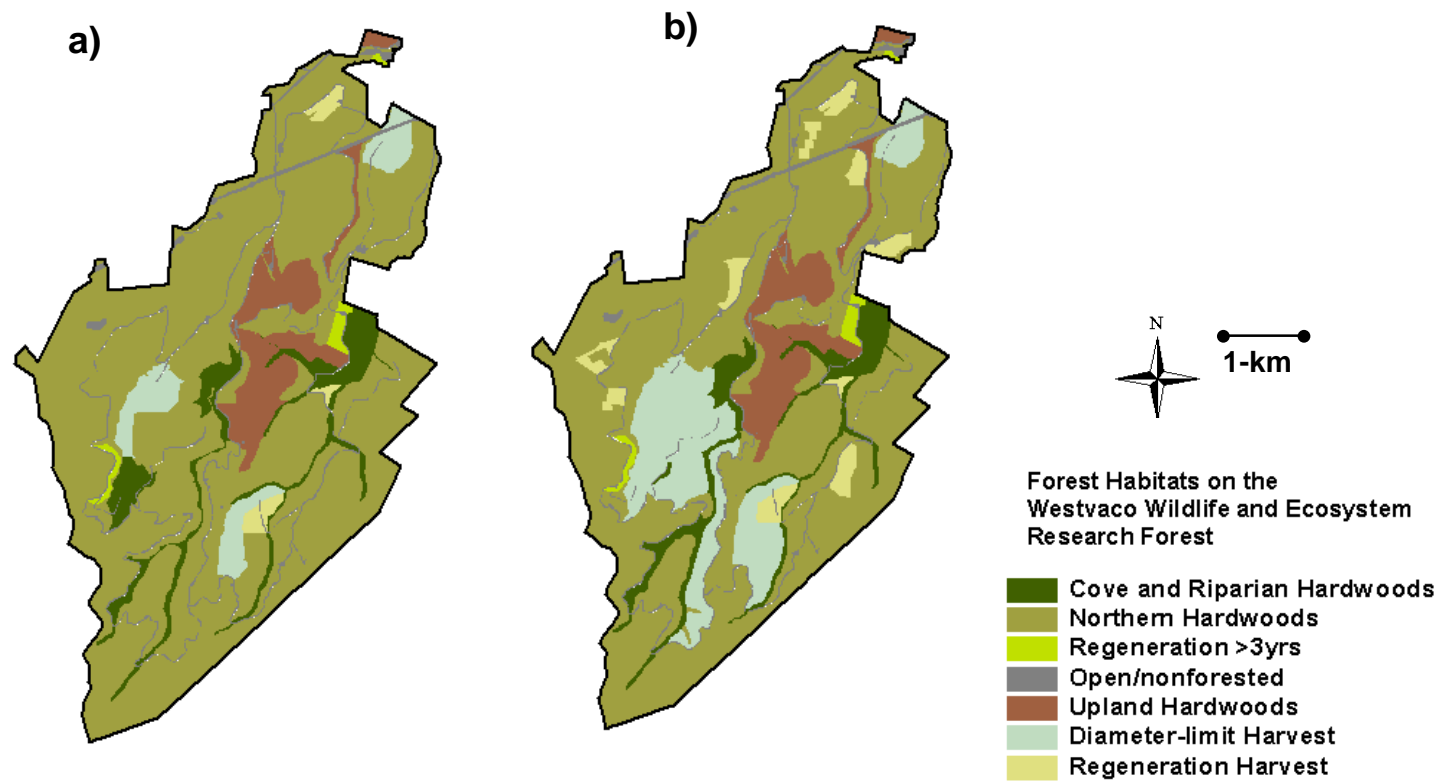 a)
b)
N
1-km
Forest Habitats on the
Westvaco Wildlife and Ecosystem
Research Forest
Cove and Riparian Hardwoods
Northern Hardwoods
Regeneration >3yrs
Open/nonforested
Upland Hardwoods
Diameter-limit Harvest
Regeneration Harvest